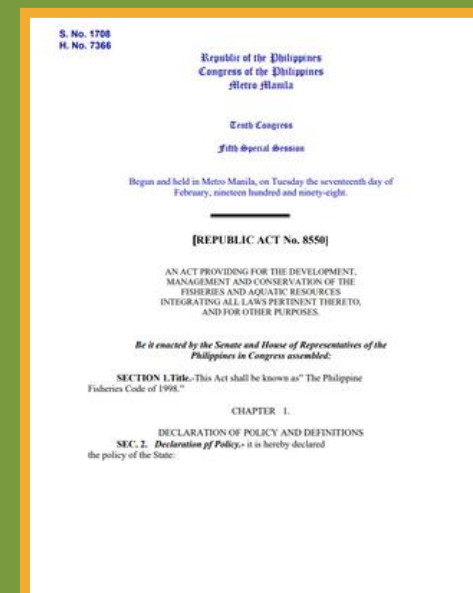 S. No. 1708
H. No. 7366
Republic of the Philippines
Congress of the Philippines
Metro Manila
Tenth Congress
Fifth Special Session
Begun and held in Metro Manila, on Tuesday the seventeenth day of
February, nineteen hundred and ninety-eight.
[REPUBLIC ACT No. 8550]
AN ACT PROVIDING FOR THE DEVELOPMENT,
MANAGEMENT AND CONSERVATION OF THE
FISHERIES AND AQUATIC RESOURCES
INTEGRATING ALL LAWS PERTINENT THERETO,
AND FOR OTHER PURPOSES.
Be it enacted by the Senate and House of Representatives of the
Philippines in Congress assembled:
SECTION 1.Title.-This Act shall be known as" The Philippine
Fisheries Code of 1998."
CHAPTER 1.
DECLARATION OF POLICY AND DEFINITIONS
SEC. 2. Declaration pf Policy.- it is hereby declared
the policy of the State: